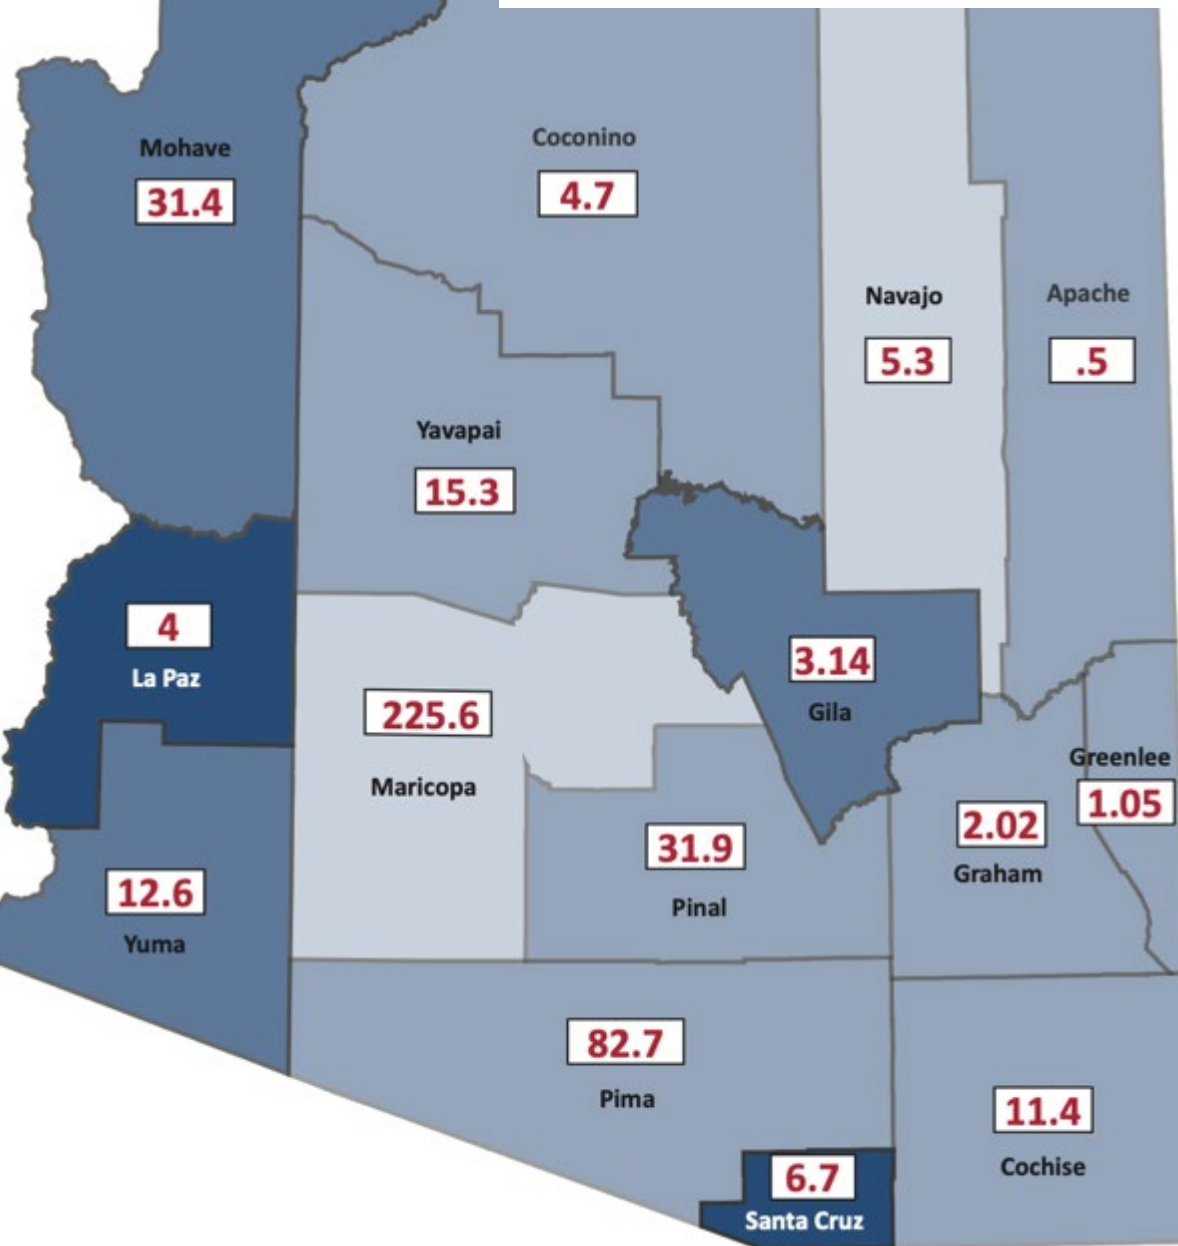 Mohave
31.4
Coconino
4.7
Navajo
5.3
Apache
.5
Yavapai
15.3
4
La Paz
3.14
Gila
225.6
Maricopa
Greenlee
1.05
2.02
Graham
31.9
Pinal
12.6
Yuma
82.7
Pima
11.4
Cochise
6.7
Santa Cruz